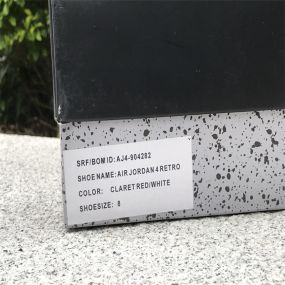 SRF/BOM ID: AJ4-904282
SHOE NAME: AIR JORDAN 4 RETRO
COLOR: CLARET RED/WHITE
SHOESIZE: 8